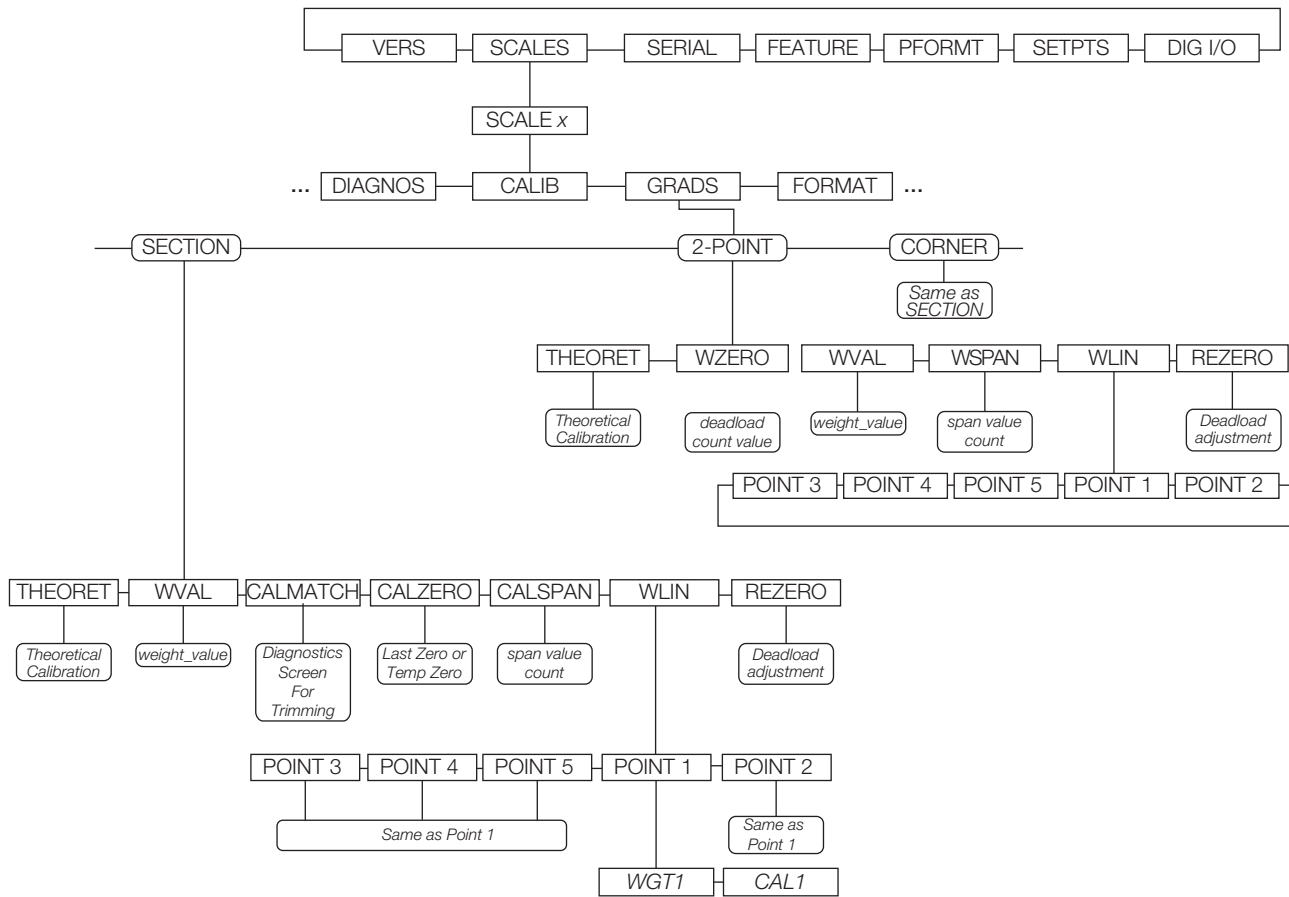 VERS SCALES SERIAL FEATURE PFORMT SETPTS DIG I/O
SCALE x
... DIAGNOS CALIB GRADS FORMAT ...
SECTION 2-POINT CORNER
Same as
SECTION
THEORET WZERO WVAL WSPAN WLIN REZERO
Theoretical
Calibration
deadload
count value
weight_value
span value
count
Deadload
adjustment
POINT 3 POINT 4 POINT 5 POINT 1 POINT 2
THEORET WVAL CALMATCH CALZERO CALSPAN WLIN REZERO
Theoretical
Calibration
weight_value
Diagnostics
Screen
For
Trimming
Last Zero or
Temp Zero
span value
count
Deadload
adjustment
POINT 3 POINT 4 POINT 5 POINT 1 POINT 2
Same as Point 1
Same as
Point 1
WGT1 CAL1